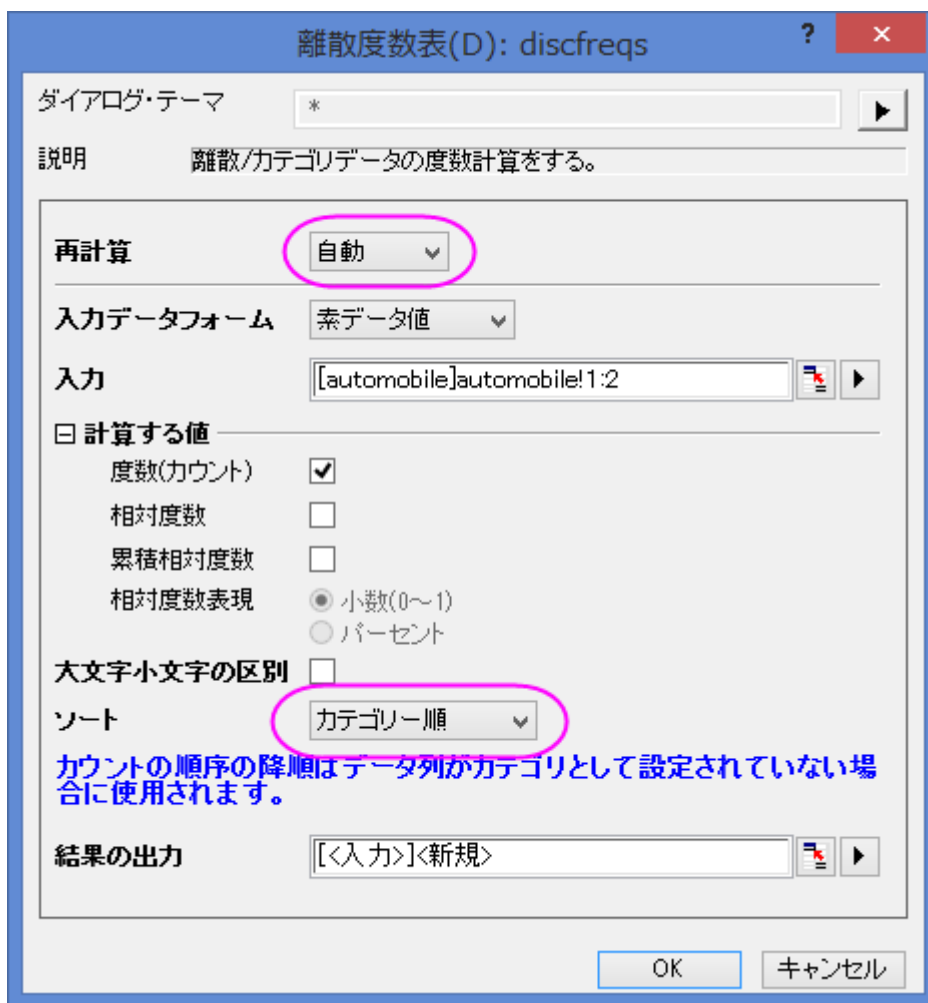 離散度数表(D): discfreqs
?
×
ダイアログ・テーマ
*
説明
離散/カテゴリデータの度数計算をする。
再計算
自動
入力データフォーム
素データ値
入力
[automobile]automobile!1:2
計算する値
度数(カウント)
相対度数
累積相対度数
相対度数表現
小数(0〜1)
パーセント
大文字小文字の区別
ソート
カテゴリー順
カウントの順序の降順はデータ列がカテゴリとして設定されていない場
合に使用されます。
結果の出力
[<入力>]<新規>
OK
キャンセル